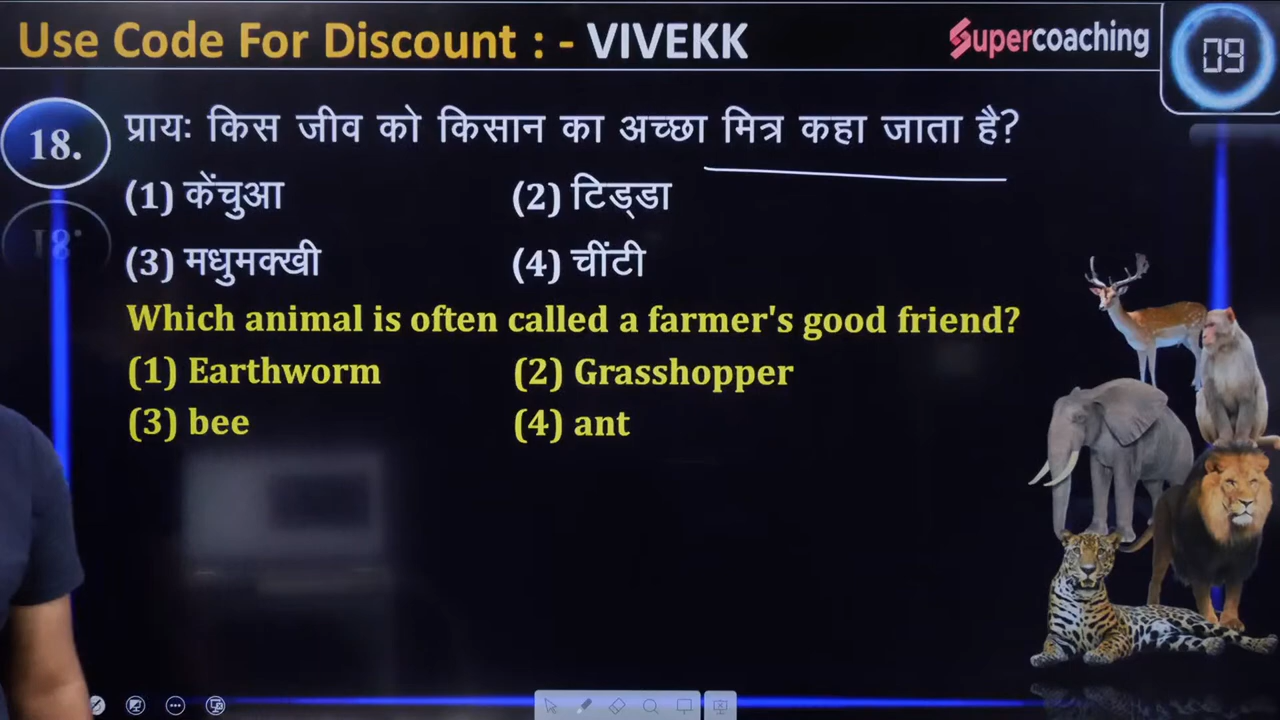 Use Code For Discount : - VIVEKK
Supercoaching
09
18. प्रायः किस जीव को किसान का अच्छा मित्र कहा जाता है?
(1) केंचुआ (2) टिड्डा
(3) मधुमक्खी (4) चींटी
Which animal is often called a farmer's good friend?
(1) Earthworm (2) Grasshopper
(3) bee (4) ant